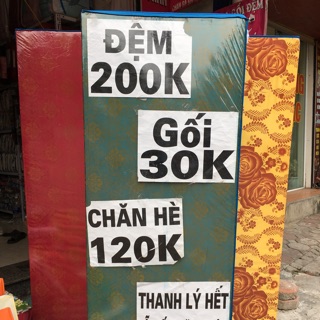 ĐỆM
200K
Gối
30K
CHĂN HÈ
120K
THANH LÝ HẾT